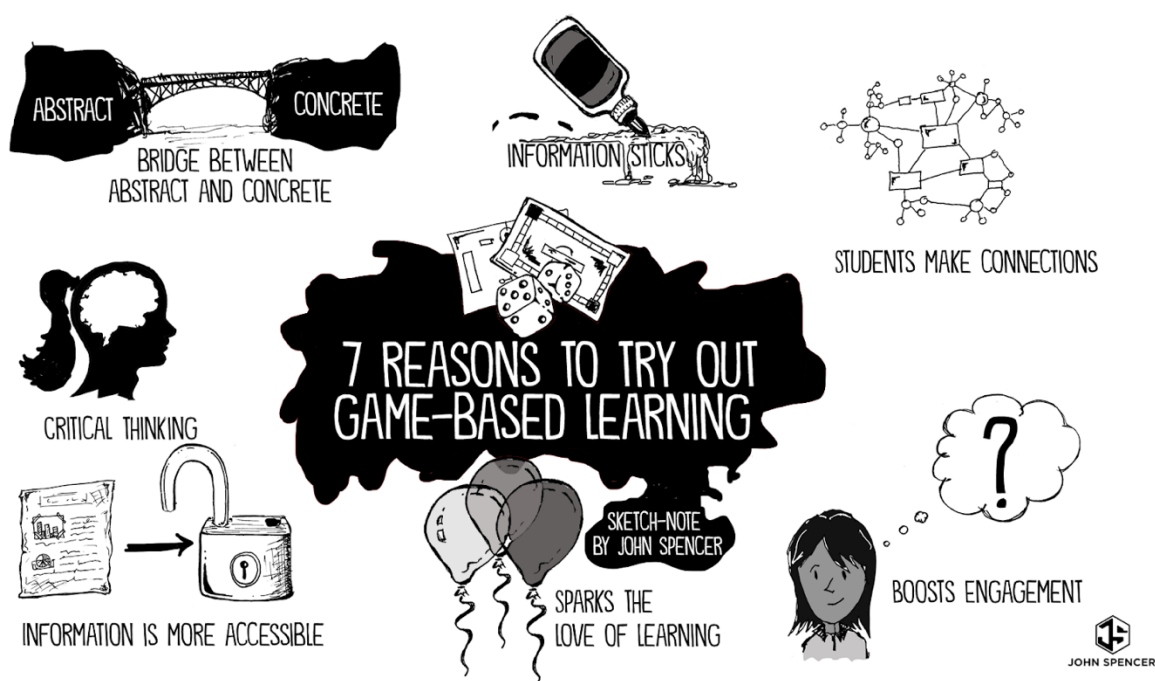 ABSTRACT
CONCRETE
BRIDGE BETWEEN
ABSTRACT AND CONCRETE
INFORMATION STICKS
STUDENTS MAKE CONNECTIONS
7 REASONS TO TRY OUT
GAME-BASED LEARNING
CRITICAL THINKING
SKETCH-NOTE
BY JOHN SPENCER
INFORMATION IS MORE ACCESSIBLE
SPARKS THE
LOVE OF LEARNING
?
BOOSTS ENGAGEMENT
JS
JOHN SPENCER